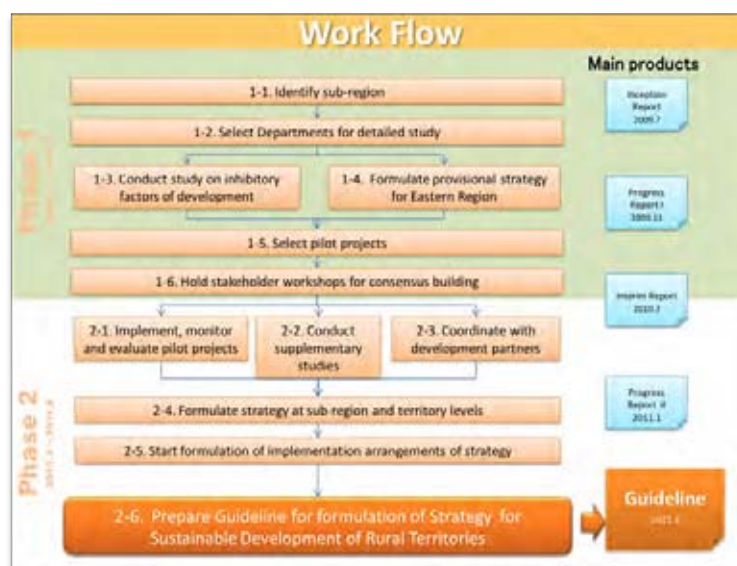 Work Flow
Main products
1-1. Identify sub-region
Inception
Report
2009.7
1-2. Select Departments for detailed study
1-3. Conduct study on inhibitory
factors of development
1-4. Formulate provisional strategy
for Eastern Region
Progress
Report I
2009.11
1-5. Select pilot projects
1-6. Hold stakeholder workshops for consensus building
Report
2-1. Implement, monitor
and evaluate pilot projects
2-2. Conduct
supplementary
studies
2-3. Coordinate with
development partners
Phase 2
2-4. Formulate strategy at sub-region and territory levels
Progress
Report II
2011.1
2-5. Start formulation of implementation arrangements of strategy
2-6. Prepare Guideline for formulation of Strategy for
Sustainable Development of Rural Territories
Guideline